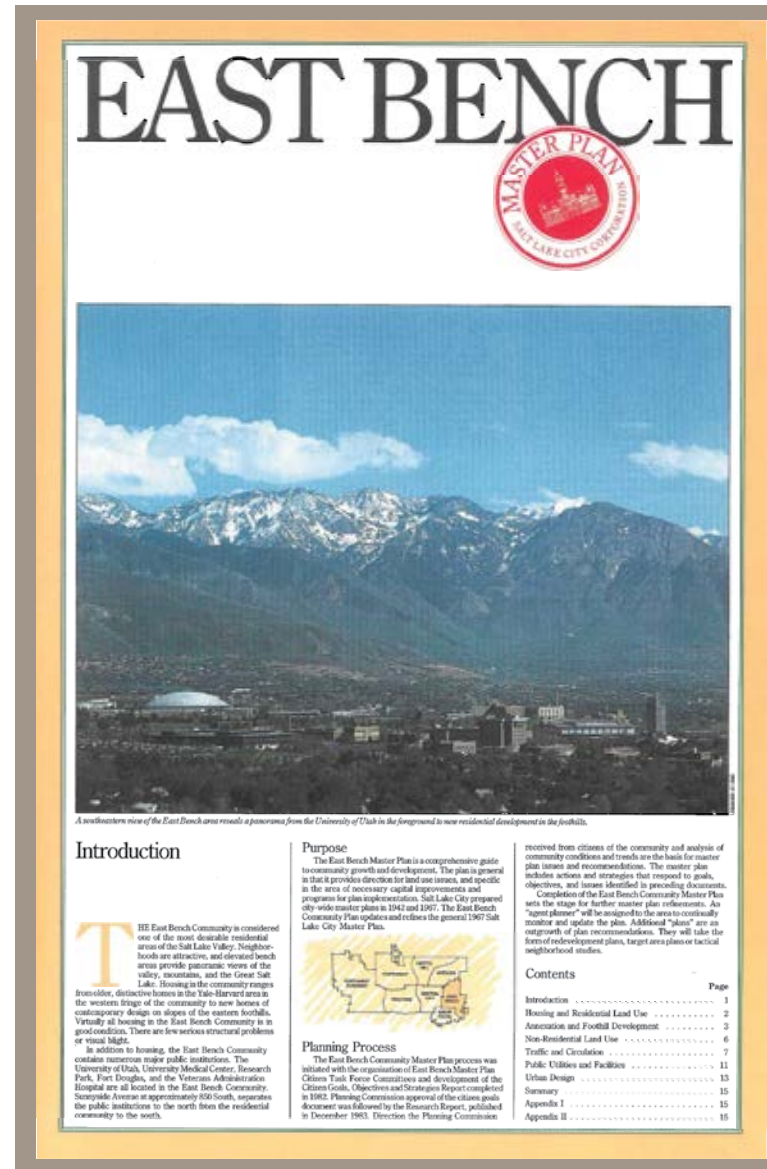 EAST BENCH
MASTER PLAN
SALT LAKE CITY CORPORATION
A southeastern view of the East Bench area reveals a panorama from the University of Utah in the foreground to new residential development in the foothills.
Introduction
THE East Bench Community is considered
one of the most desirable residential
areas of the Salt Lake Valley. Neighbor-
hoods are attractive, and elevated bench
areas provide panoramic views of the
valley, mountains, and the Great Salt
Lake. Housing in the community ranges
from older, distinctive homes in the Yale-Harvard area in
the western fringe of the community to new homes of
contemporary design on slopes of the eastern foothills.
Virtually all housing in the East Bench Community is in
good condition. There are few serious structural problems
or visual blight.
In addition to housing, the East Bench Community
contains numerous major public institutions. The
University of Utah, University Medical Center, Research
Park, Fort Douglas, and the Veterans Administration
Hospital are all located in the East Bench Community.
Sunnyside Avenue at approximately 850 South, separates
the public institutions to the north from the residential
community to the south.
Purpose
The East Bench Master Plan is a comprehensive guide
to community growth and development. The plan is general
in that it provides direction for land use issues, and specific
in the area of necessary capital improvements and
programs for plan implementation. Salt Lake City prepared
city-wide master plans in 1942 and 1967. The East Bench
Community Plan updates and refines the general 1967 Salt
Lake City Master Plan.
Planning Process
The East Bench Community Master Plan process was
initiated with the organization of East Bench Master Plan
Citizen Task Force Committees and development of the
Citizen Goals, Objectives and Strategies Report completed
in 1982. Planning Commission approval of the citizen goals
document was followed by the Research Report, published
in December 1983. Direction the Planning Commission
received from citizens of the community and analysis of
community conditions and trends are the basis for master
plan issues and recommendations. The master plan
includes actions and strategies that respond to goals,
objectives, and issues identified in preceding documents.
Completion of the East Bench Community Master Plan
sets the stage for further master plan refinements. An
"agent planner" will be assigned to the area to continually
monitor and update the plan. Additional "plans" are an
outgrowth of plan recommendations. They will take the
form of redevelopment plans, target area plans or tactical
neighborhood studies.
Contents
Page
Introduction 1
Housing and Residential Land Use 2
Annexation and Foothill Development 3
Non-Residential Land Use 6
Traffic and Circulation 7
Public Utilities and Facilities 11
Urban Design 13
Summary 15
Appendix I 15
Appendix II 15